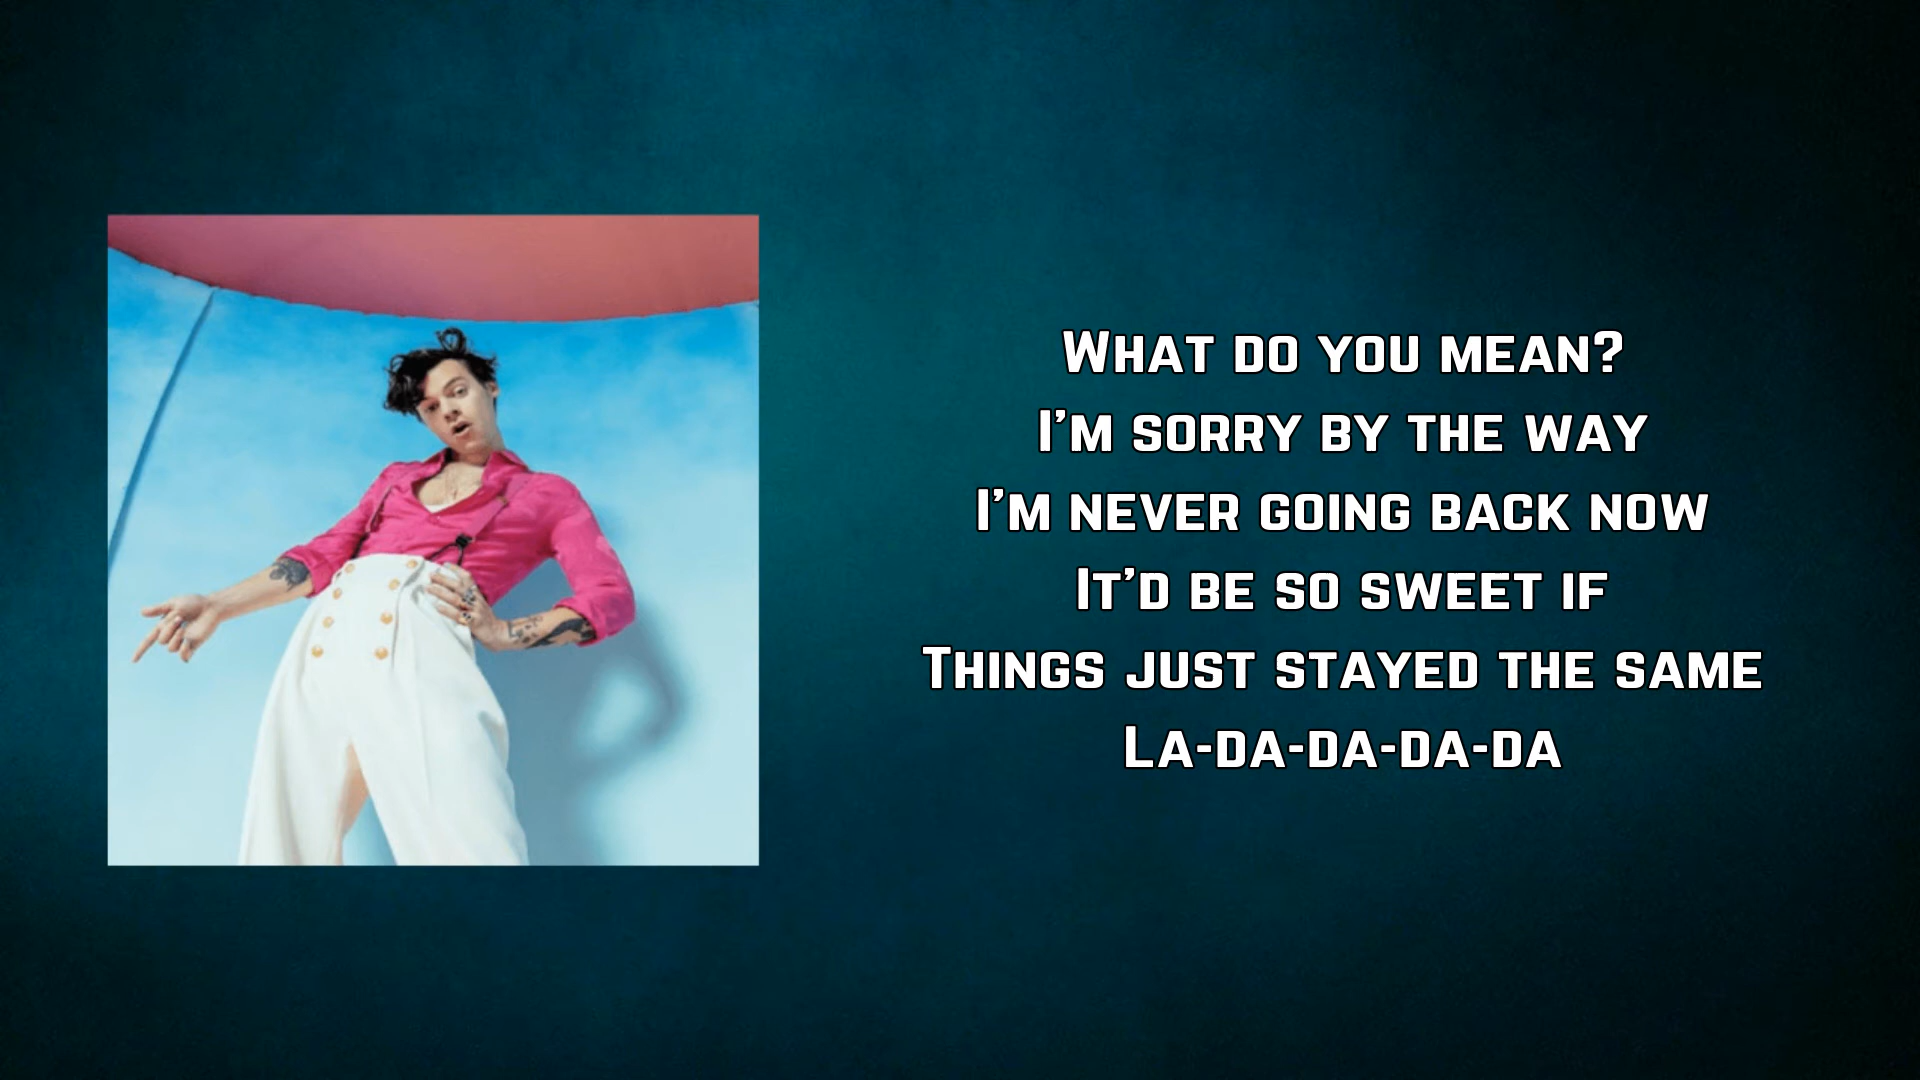 What do you mean?
I'm sorry by the way
I'm never going back now
It'd be so sweet if
Things just stayed the same
La-da-da-da-da